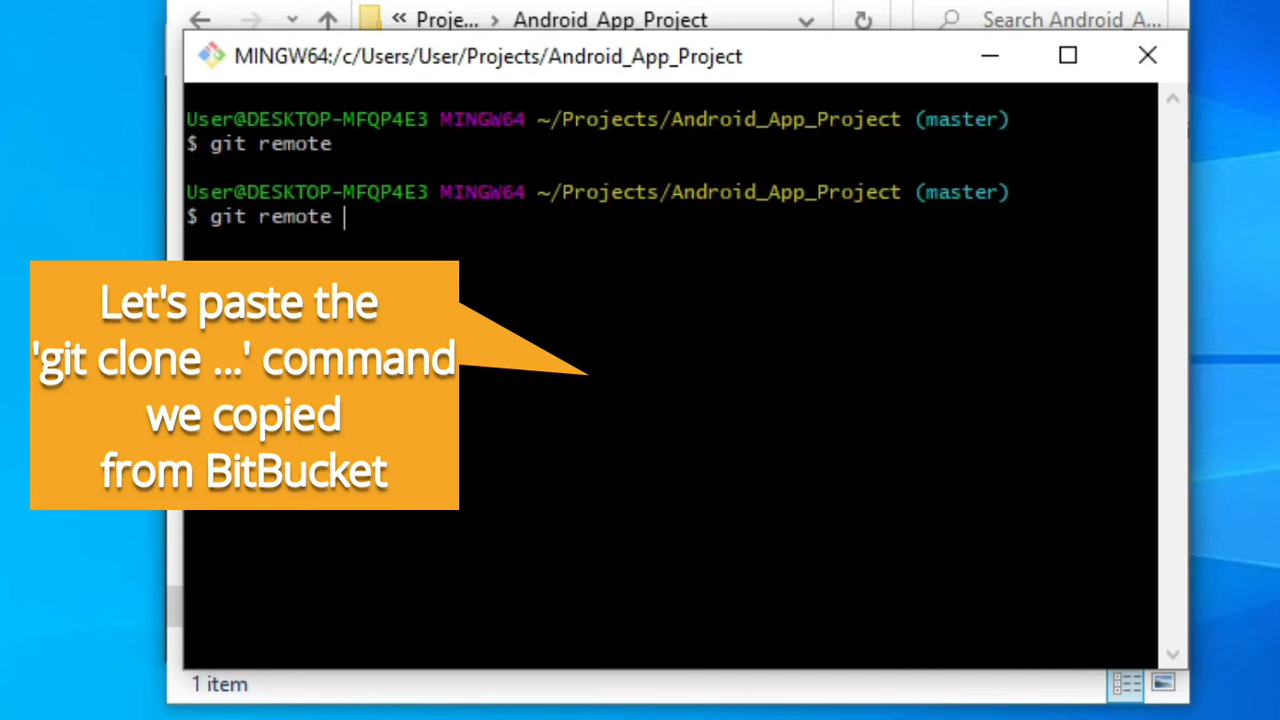 « Proje... › Android_App_Project
Search Android_A...
MINGW64:/c/Users/User/Projects/Android_App_Project
User@DESKTOP-MFQP4E3 MINGW64 ~/Projects/Android_App_Project (master)
$ git remote
User@DESKTOP-MFQP4E3 MINGW64 ~/Projects/Android_App_Project (master)
$ git remote
Let's paste the
'git clone ...' command
we copied
from BitBucket
1 item